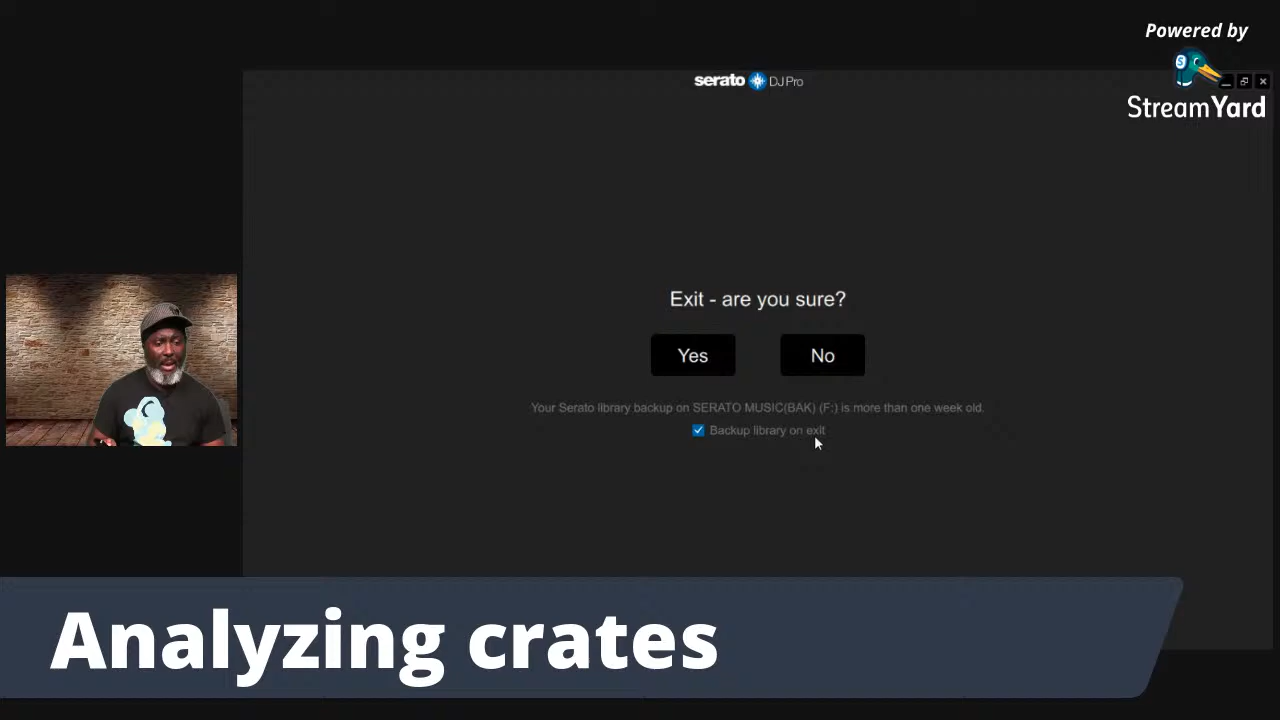 Powered by
StreamYard
serato DJ Pro
Exit - are you sure?
Yes
No
Your Serato library backup on SERATO MUSIC(BAK) (F:) is more than one week old.
Backup library on exit
Analyzing crates